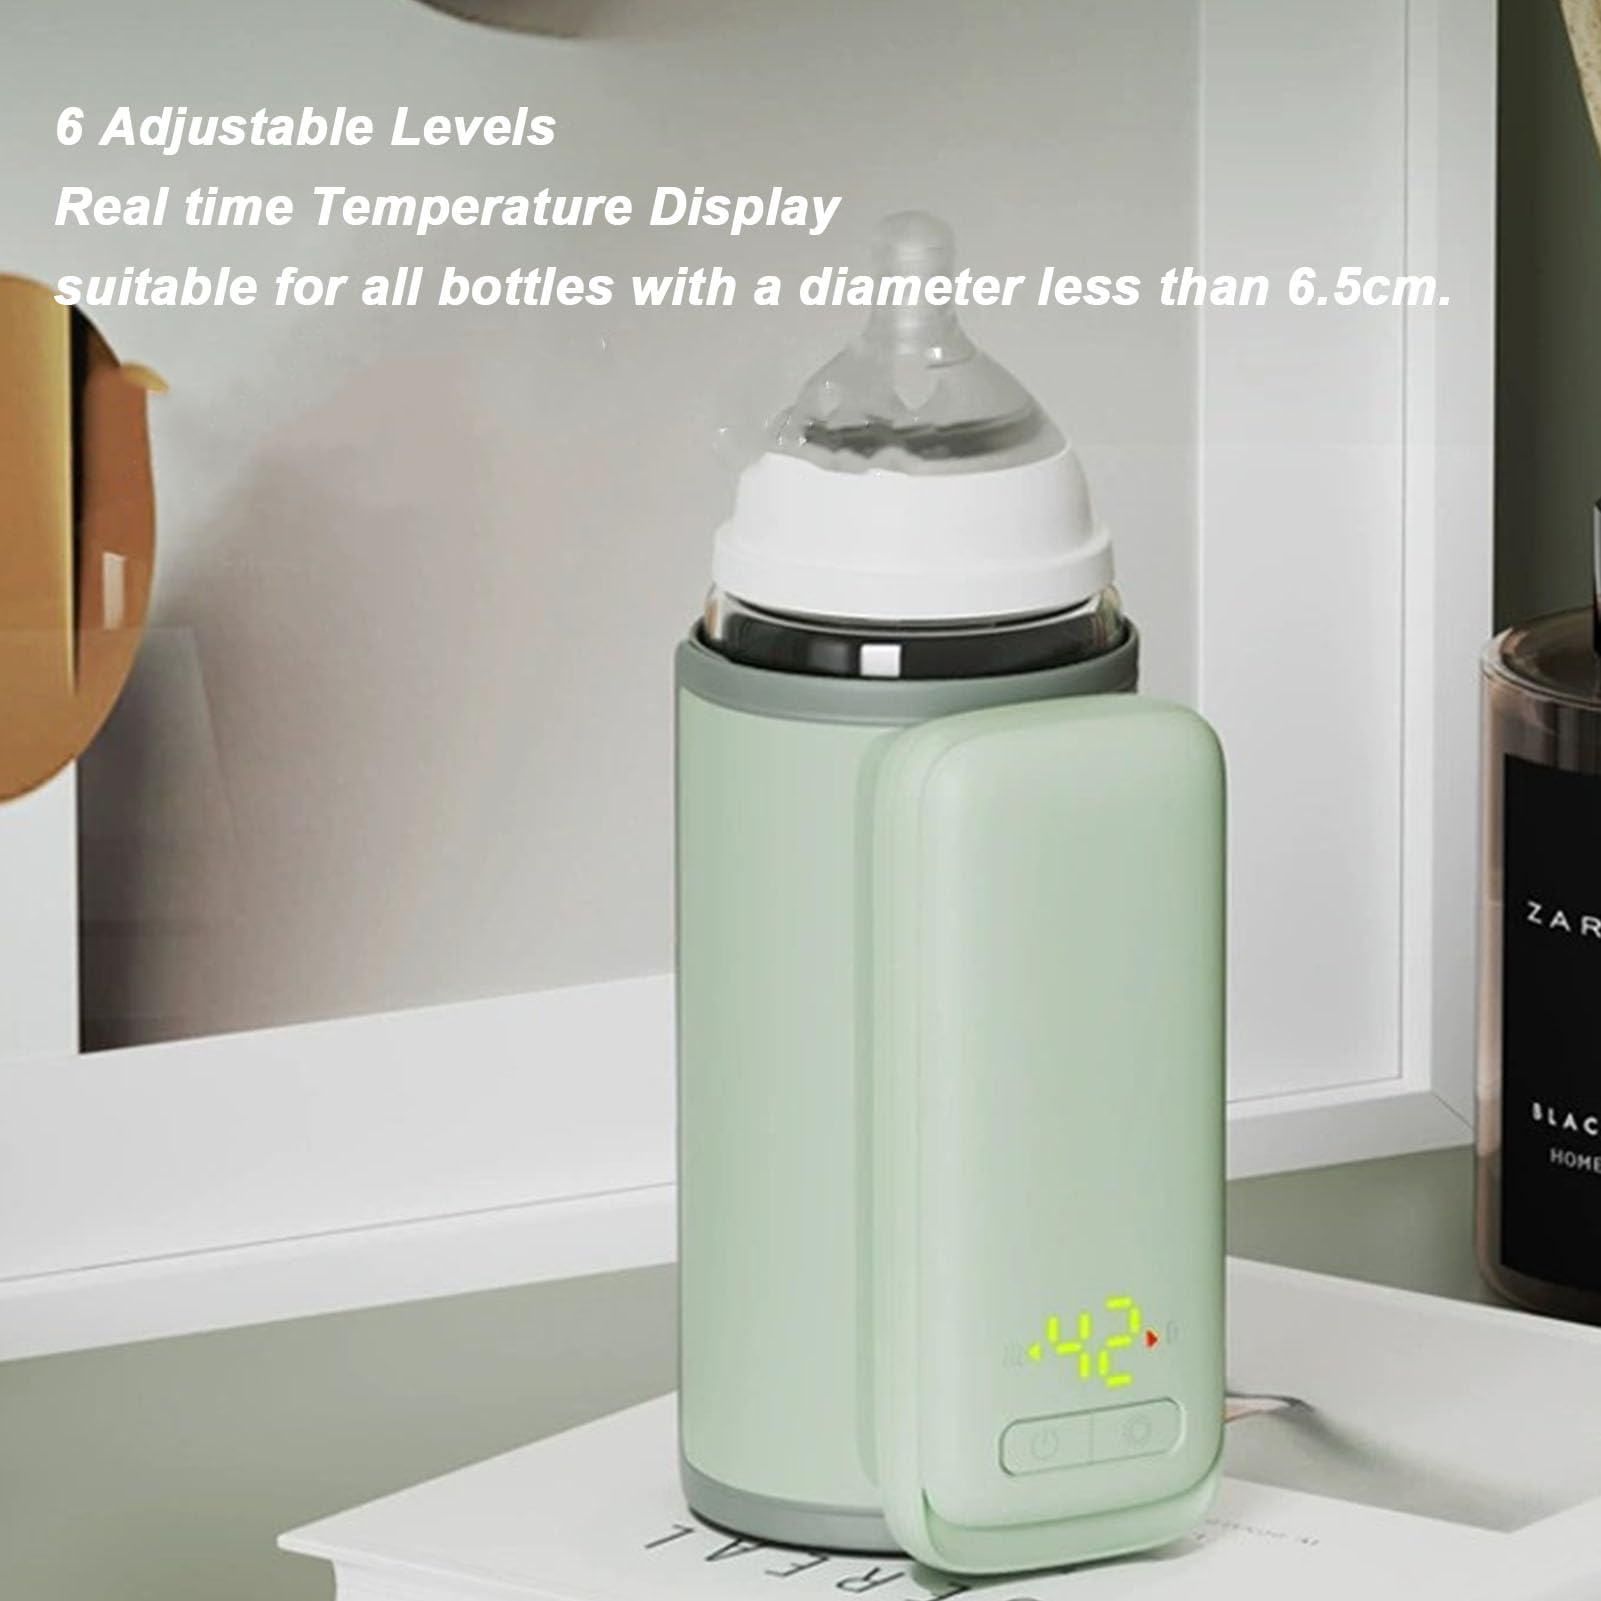 6 Adjustable Levels
Real time Temperature Display
suitable for all bottles with a diameter less than 6.5cm.
ZAR
BLAC
HOME
42